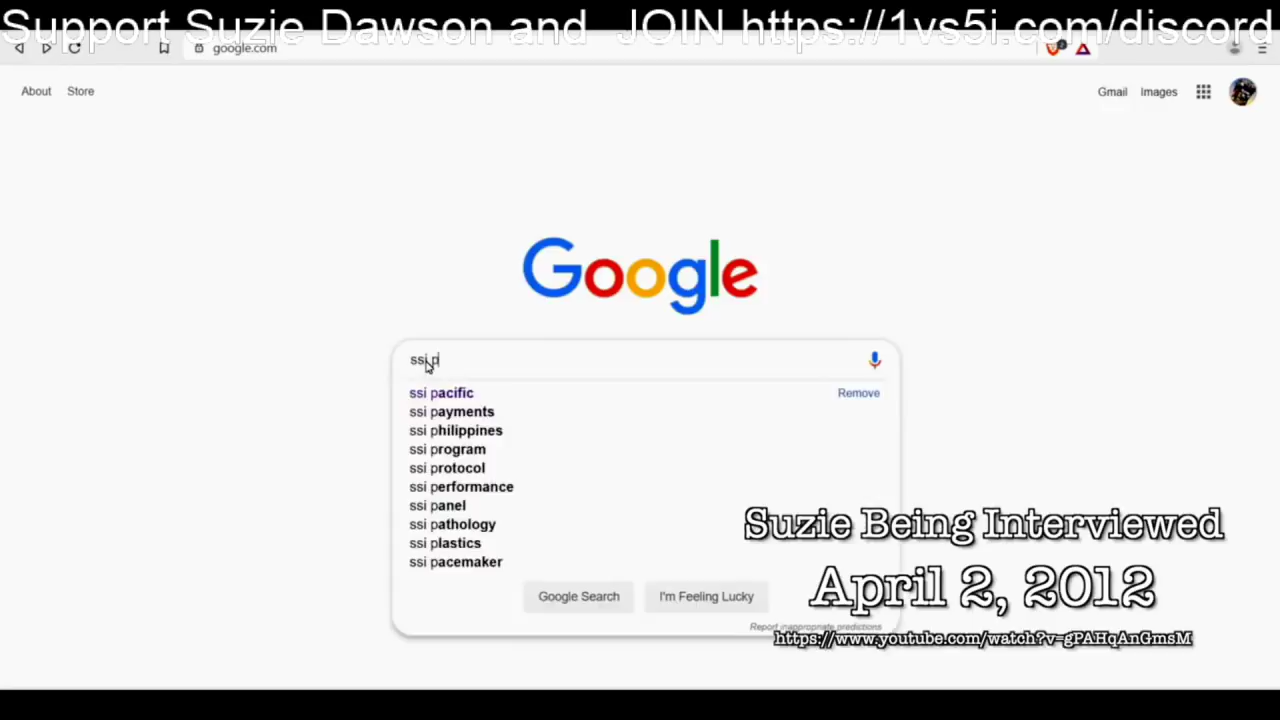 Support Suzie Dawson and JOIN https://1vs5i.com/discord
google.com
About Store
Gmail Images
Google
ssi p
ssi pacific
Remove
ssi payments
ssi philippines
ssi program
ssi protocol
ssi performance
ssi panel
ssi pathology
ssi plastics
ssi pacemaker
Google Search I'm Feeling Lucky
Report inappropriate predictions
Suzie Being Interviewed
April 2, 2012
https://www.youtube.com/watch?v=gPAHqAnGmsM